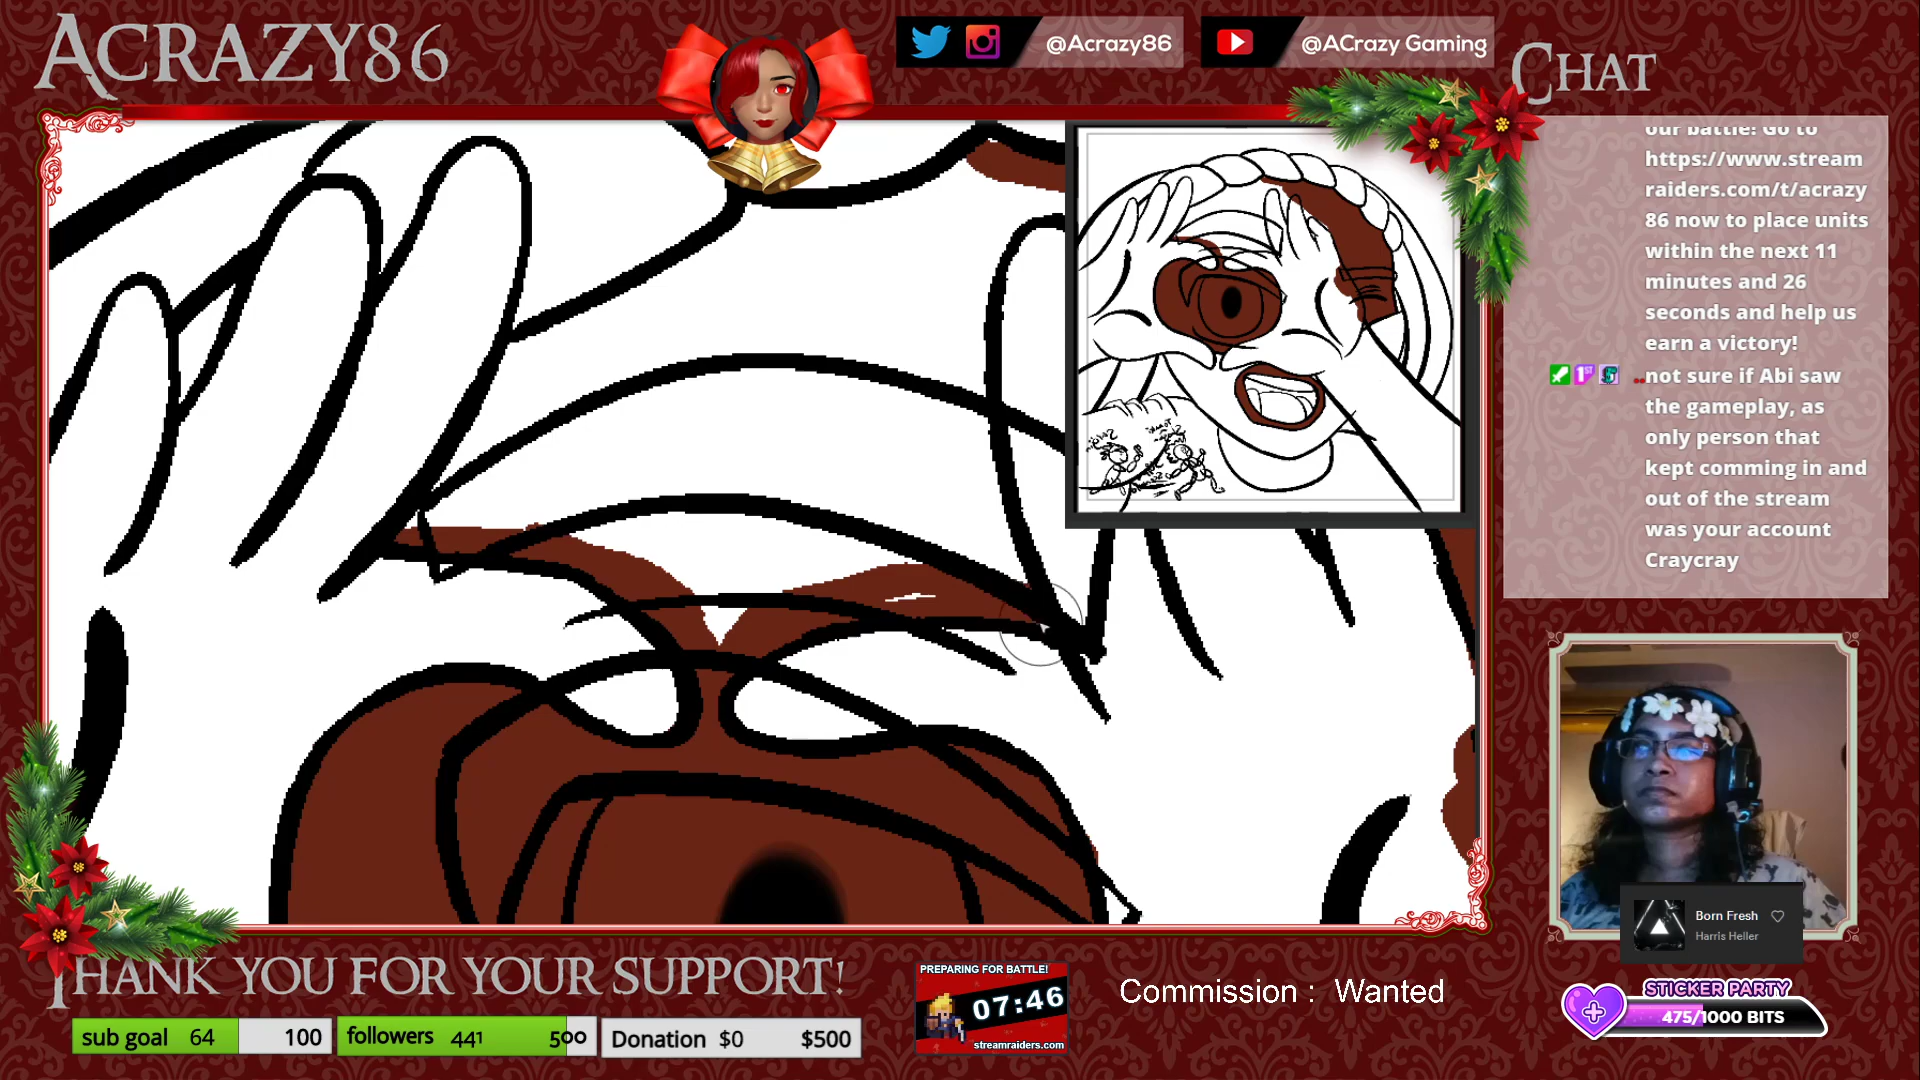 ACRAZY86
@Acrazy86
@ACrazy Gaming
CHAT
our battle! Go to
https://www.stream
raiders.com/t/acrazy
86 now to place units
within the next 11
minutes and 26
seconds and help us
earn a victory!
not sure if Abi saw
the gameplay, as
only person that
kept comming in and
out of the stream
was your account
Craycray
Born Fresh
Harris Heller
THANK YOU FOR YOUR SUPPORT!
sub goal 64 100
followers 441 500
Donation $0 $500
PREPARING FOR BATTLE!
07:46
streamraiders.com
Commission : Wanted
STICKER PARTY
475/1000 BITS